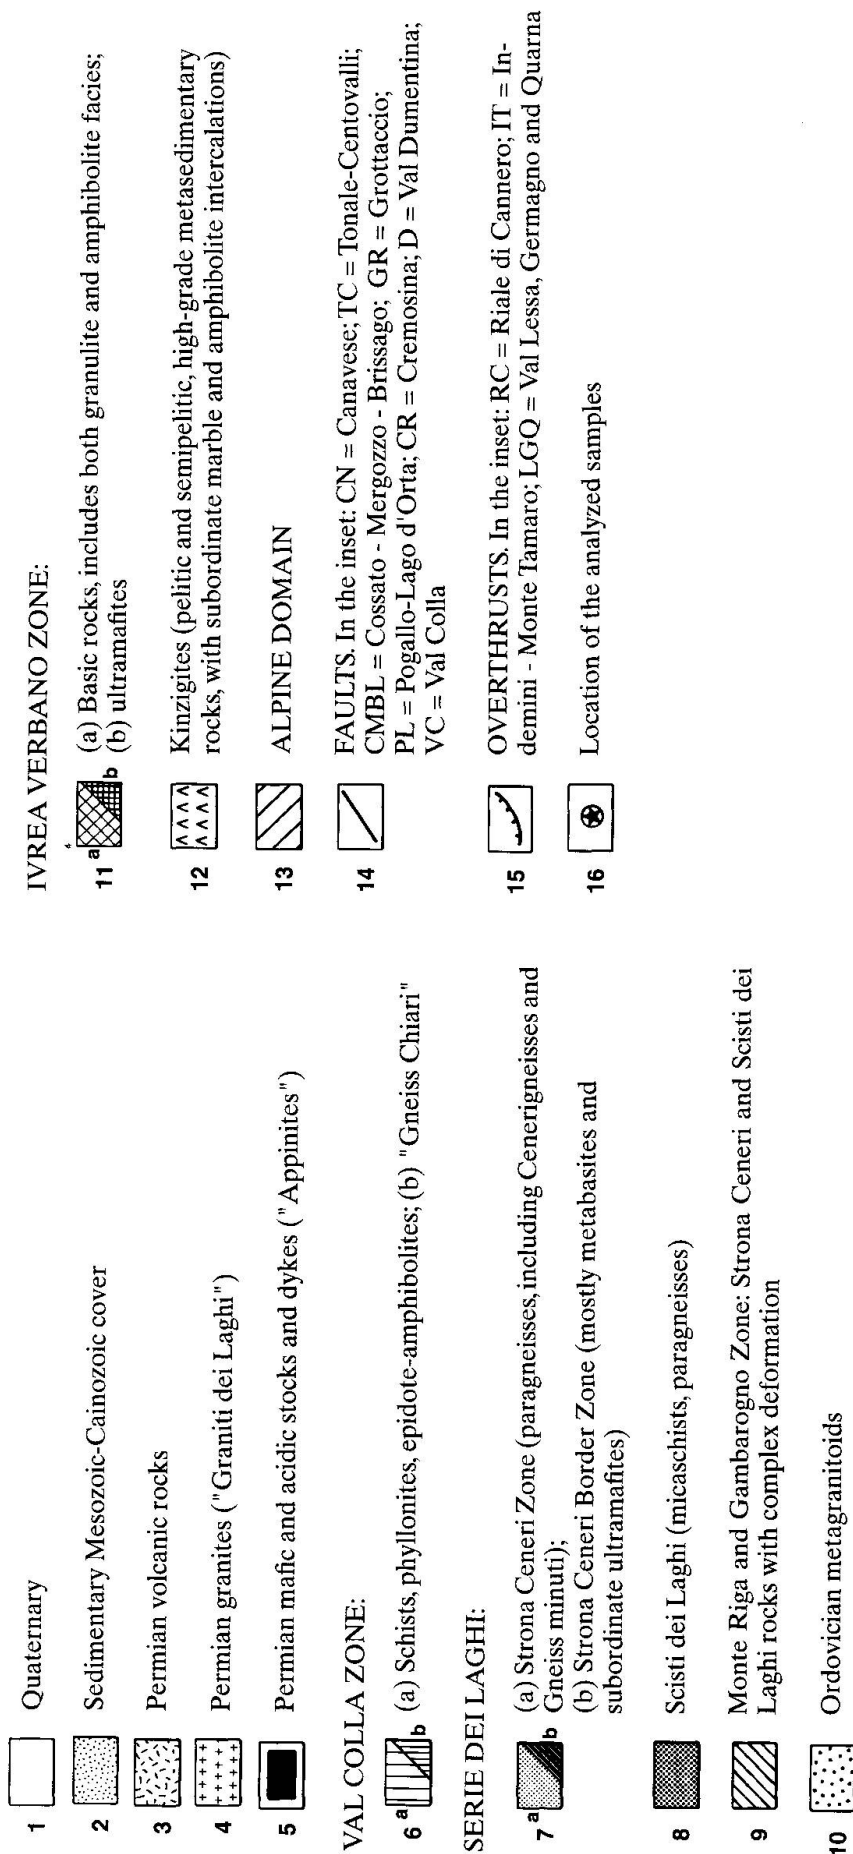 1 Quaternary
2 Sedimentary Mesozoic-Cainozoic cover
3 Permian volcanic rocks
4 Permian granites ("Graniti dei Laghi")
5 Permian mafic and acidic stocks and dykes ("Appinites")
VAL COLLA ZONE:
6 a b (a) Schists, phyllonites, epidote-amphibolites; (b) "Gneiss Chiari"
SERIE DEI LAGHI:
7 a b (a) Strona Ceneri Zone (paragneisses, including Cenerigneisses and
Gneiss minuti);
(b) Strona Ceneri Border Zone (mostly metabasites and
subordinate ultramafites)
8 Scisti dei Laghi (micaschists, paragneisses)
9 Monte Riga and Gambarogno Zone: Strona Ceneri and Scisti dei
Laghi rocks with complex deformation
10 Ordovician metagranitoids
IVREA VERBANO ZONE:
11 a b (a) Basic rocks, includes both granulite and amphibolite facies;
(b) ultramafites
12 Kinzigites (pelitic and semipelitic, high-grade metasedimentary
rocks, with subordinate marble and amphibolite intercalations)
13 ALPINE DOMAIN
14 FAULTS. In the inset: CN = Canavese; TC = Tonale-Centovalli;
CMBL = Cossato - Mergozzo - Brissago; GR = Grottaccio;
PL = Pogallo-Lago d'Orta; CR = Cremosina; D = Val Dumentina;
VC = Val Colla
15 OVERTHRUSTS. In the inset: RC = Riale di Cannero; IT = In-
demini - Monte Tamaro; LGQ = Val Lessa, Germagno and Quarna
16 Location of the analyzed samples